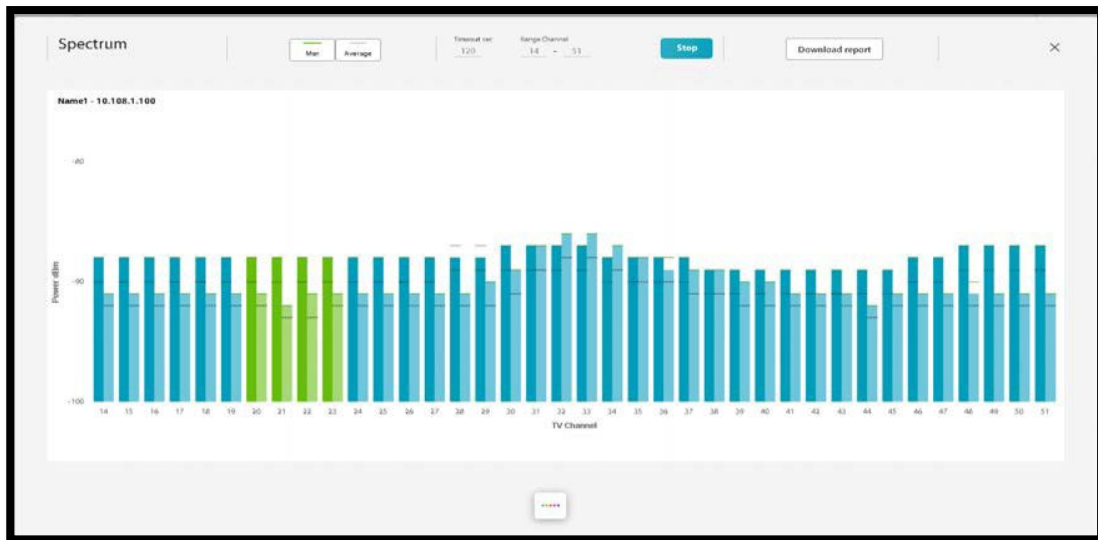 Spectrum
Max Average
Timeout sec
120
Range Channel
14 - 51
Stop
Download report
Name1 - 10.108.1.100
-80
Power dBm
-90
-100
14 15 16 17 18 19 20 21 22 23 24 25 26 27 28 29 30 31 32 33 34 35 36 37 38 39 40 41 42 43 44 45 46 47 48 49 50 51
TV Channel